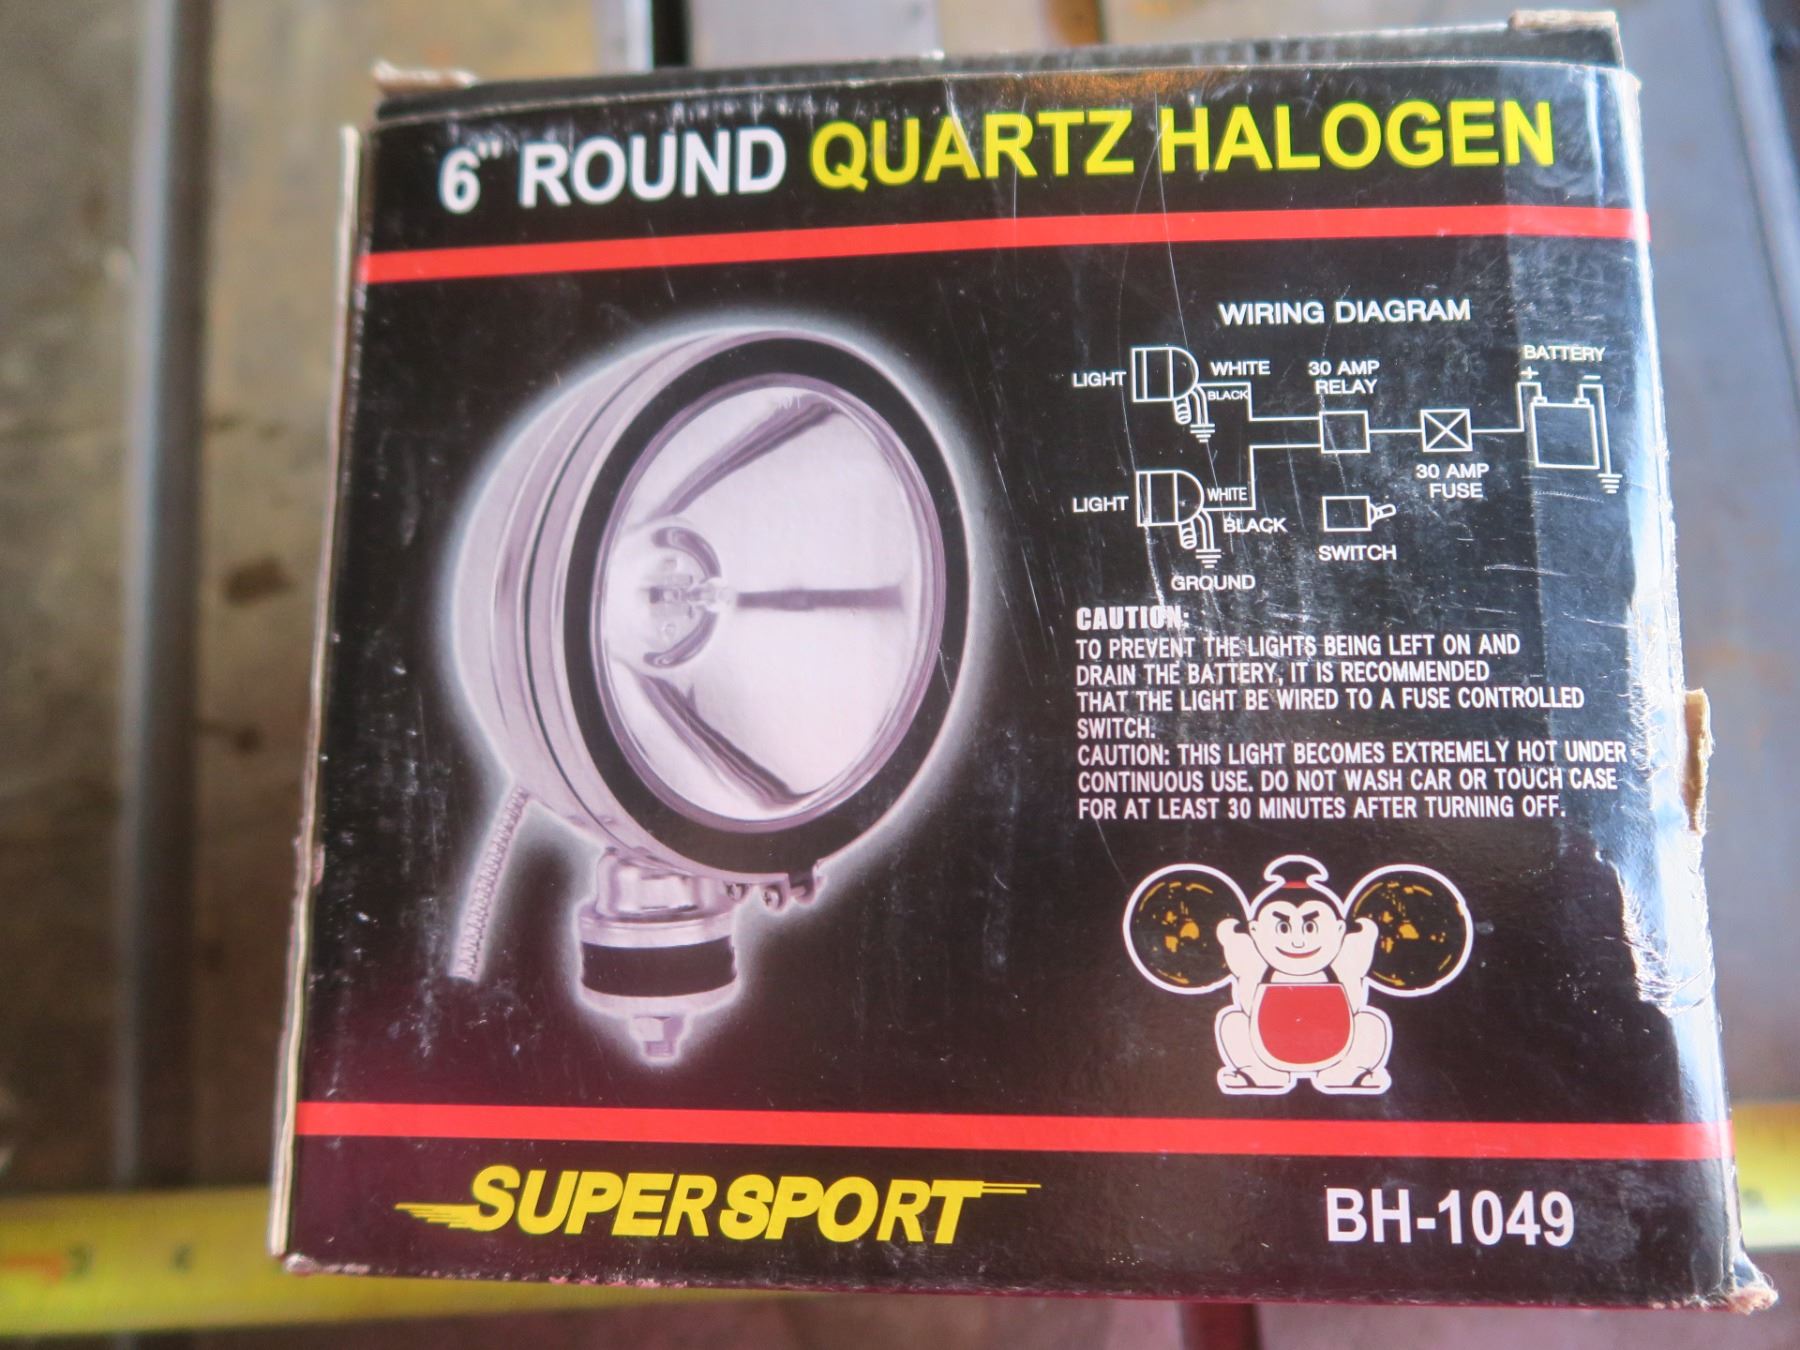 6" ROUND QUARTZ HALOGEN
WIRING DIAGRAM
LIGHT
WHITE
BLACK
30 AMP
RELAY
BATTERY
+ −
30 AMP
FUSE
LIGHT
WHITE
BLACK
GROUND
SWITCH
CAUTION:
TO PREVENT THE LIGHTS BEING LEFT ON AND
DRAIN THE BATTERY, IT IS RECOMMENDED
THAT THE LIGHT BE WIRED TO A FUSE CONTROLLED
SWITCH.
CAUTION: THIS LIGHT BECOMES EXTREMELY HOT UNDER
CONTINUOUS USE. DO NOT WASH CAR OR TOUCH CASE
FOR AT LEAST 30 MINUTES AFTER TURNING OFF.
SUPERSPORT
BH-1049